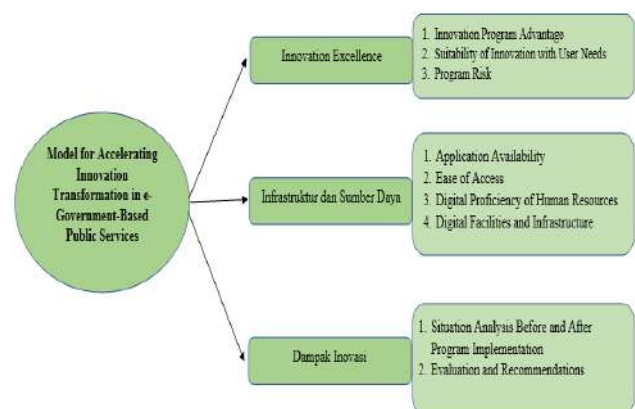 Model for Accelerating
Innovation
Transformation in e-
Government-Based
Public Services
Innovation Excellence
1. Innovation Program Advantage
2. Suitability of Innovation with User Needs
3. Program Risk
Infrastruktur dan Sumber Daya
1. Application Availability
2. Ease of Access
3. Digital Proficiency of Human Resources
4. Digital Facilities and Infrastructure
Dampak Inovasi
1. Situation Analysis Before and After
Program Implementation
2. Evaluation and Recommendations